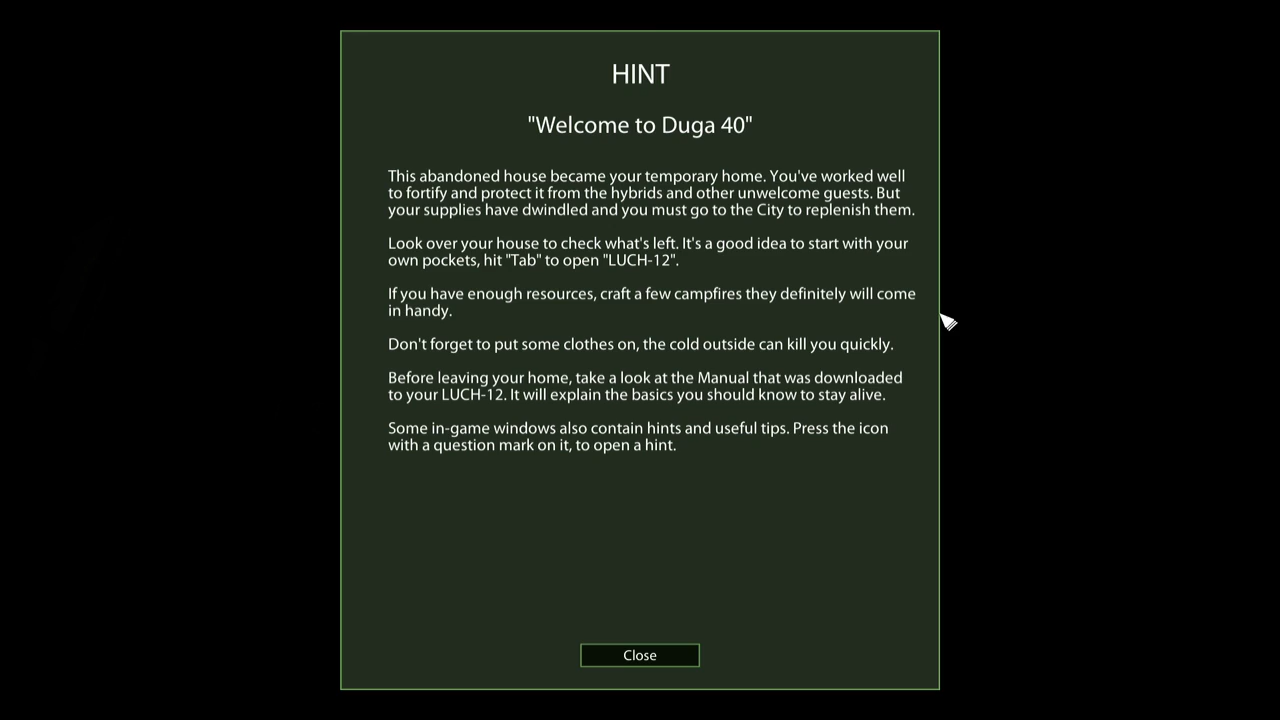 HINT
"Welcome to Duga 40"
This abandoned house became your temporary home. You've worked well
to fortify and protect it from the hybrids and other unwelcome guests. But
your supplies have dwindled and you must go to the City to replenish them.
Look over your house to check what's left. It's a good idea to start with your
own pockets, hit "Tab" to open "LUCH-12".
If you have enough resources, craft a few campfires they definitely will come
in handy.
Don't forget to put some clothes on, the cold outside can kill you quickly.
Before leaving your home, take a look at the Manual that was downloaded
to your LUCH-12. It will explain the basics you should know to stay alive.
Some in-game windows also contain hints and useful tips. Press the icon
with a question mark on it, to open a hint.
Close